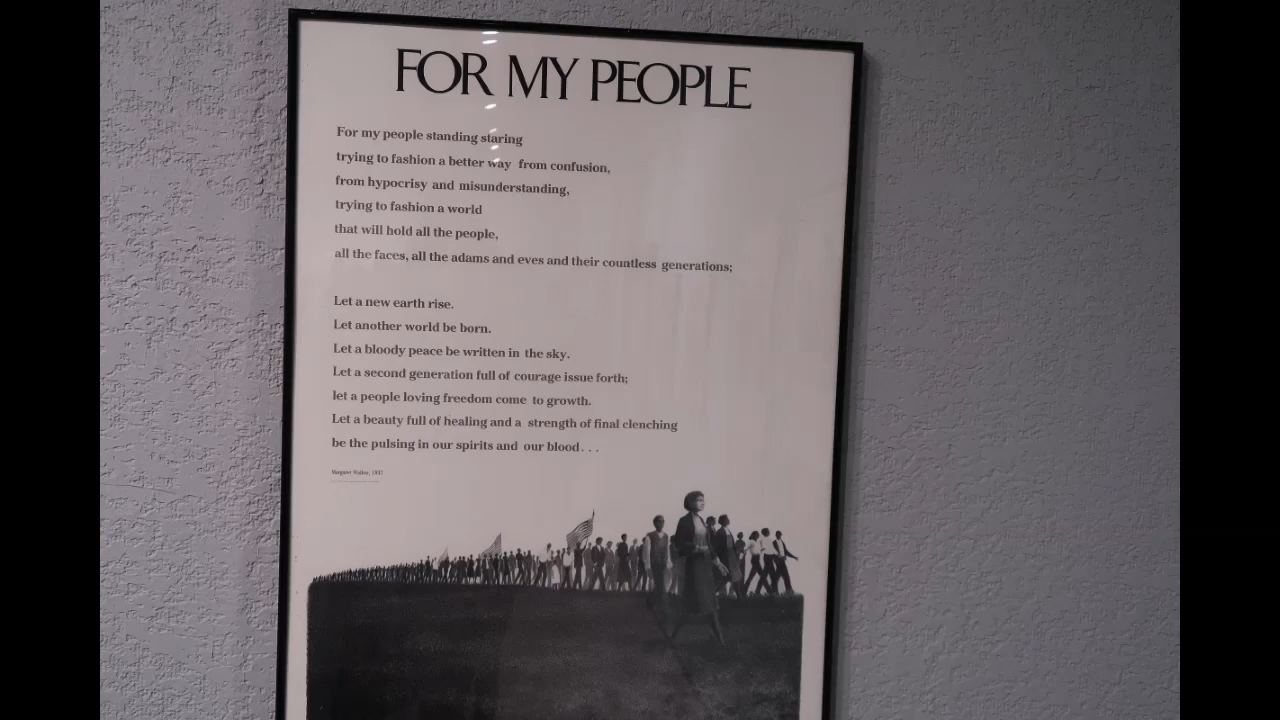 FOR MY PEOPLE
For my people standing staring
trying to fashion a better way from confusion,
from hypocrisy and misunderstanding,
trying to fashion a world
that will hold all the people,
all the faces, all the adams and eves and their countless generations;
Let a new earth rise.
Let another world be born.
Let a bloody peace be written in the sky.
Let a second generation full of courage issue forth;
let a people loving freedom come to growth.
Let a beauty full of healing and a strength of final clenching
be the pulsing in our spirits and our blood . . .
Margaret Walker, 1937